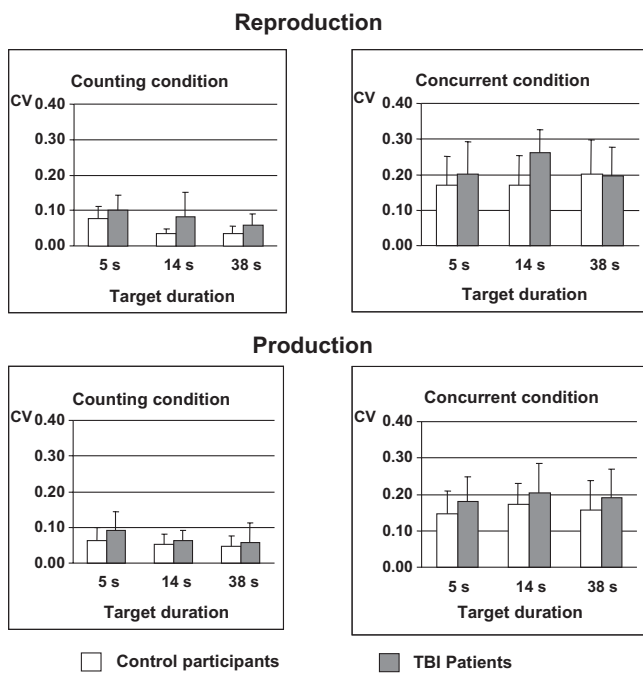 Reproduction
Counting condition
CV
0.40
0.30
0.20
0.10
0.00
5 s 14 s 38 s
Target duration
Concurrent condition
CV
0.40
0.30
0.20
0.10
0.00
5 s 14 s 38 s
Target duration
Production
Counting condition
CV
0.40
0.30
0.20
0.10
0.00
5 s 14 s 38 s
Target duration
Concurrent condition
CV
0.40
0.30
0.20
0.10
0.00
5 s 14 s 38 s
Target duration
Control participants TBI Patients